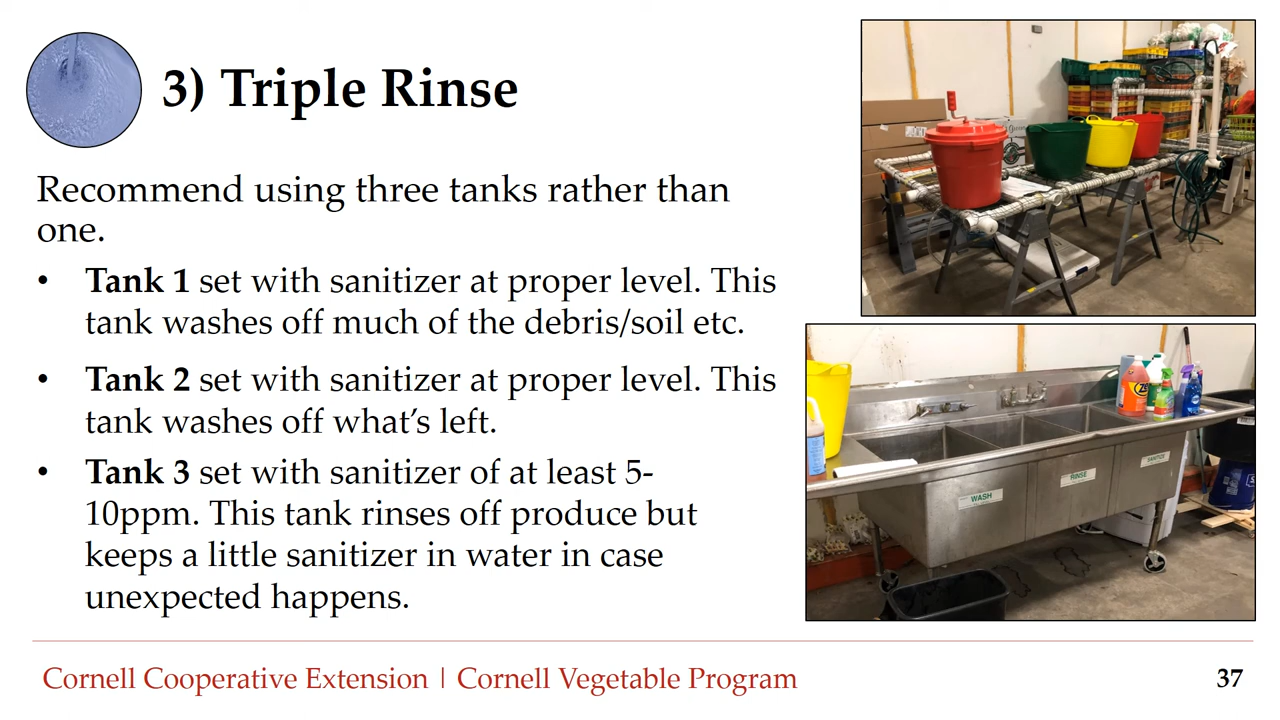 3) Triple Rinse
Recommend using three tanks rather than
one.
• Tank 1 set with sanitizer at proper level. This
tank washes off much of the debris/soil etc.
• Tank 2 set with sanitizer at proper level. This
tank washes off what’s left.
• Tank 3 set with sanitizer of at least 5-
10ppm. This tank rinses off produce but
keeps a little sanitizer in water in case
unexpected happens.
WASH
RINSE
SANITIZE
Cornell Cooperative Extension | Cornell Vegetable Program
37